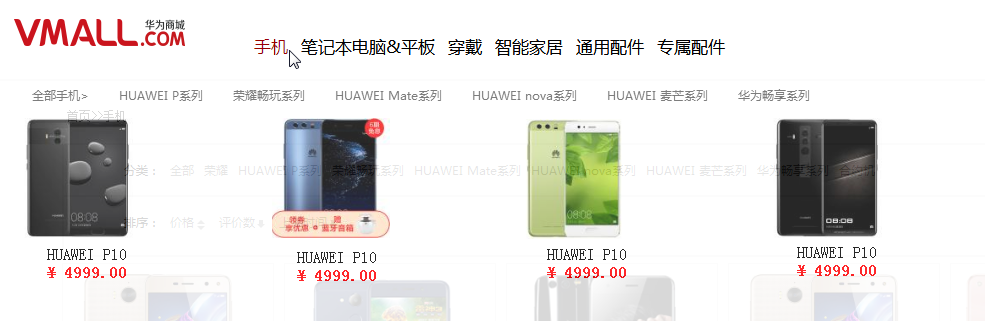 VMALL.COM 华为商城
手机 笔记本电脑&平板 穿戴 智能家居 通用配件 专属配件
全部手机> HUAWEI P系列 荣耀畅玩系列 HUAWEI Mate系列 HUAWEI nova系列 HUAWEI 麦芒系列 华为畅享系列
首页>>手机
6期免息
分类： 全部 荣耀 HUAWEI P系列 荣耀畅玩系列 HUAWEI Mate系列 HUAWEI nova系列 HUAWEI 麦芒系列 华为畅享系列
08:08 08:08 08:08
领券 赠
享优惠 蓝牙音箱
排序： 价格 评价数
HUAWEI P10 HUAWEI P10 HUAWEI P10 HUAWEI P10
¥ 4999.00 ¥ 4999.00 ¥ 4999.00 ¥ 4999.00